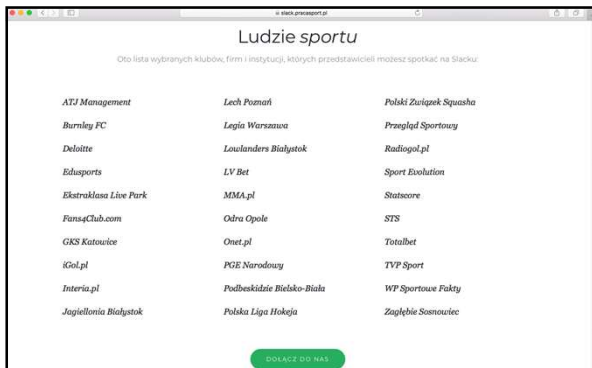 slack.pracasport.pl
Ludzie sportu
Oto lista wybranych klubów, firm i instytucji, których przedstawicieli możesz spotkać na Slacku:
ATJ Management
Burnley FC
Deloitte
Edusports
Ekstraklasa Live Park
Fans4Club.com
GKS Katowice
iGol.pl
Interia.pl
Jagiellonia Białystok
Lech Poznań
Legia Warszawa
Lowlanders Białystok
LV Bet
MMA.pl
Odra Opole
Onet.pl
PGE Narodowy
Podbeskidzie Bielsko-Biała
Polska Liga Hokeja
Polski Związek Squasha
Przegląd Sportowy
Radiogol.pl
Sport Evolution
Statscore
STS
Totalbet
TVP Sport
WP Sportowe Fakty
Zagłębie Sosnowiec
DOŁĄCZ DO NAS